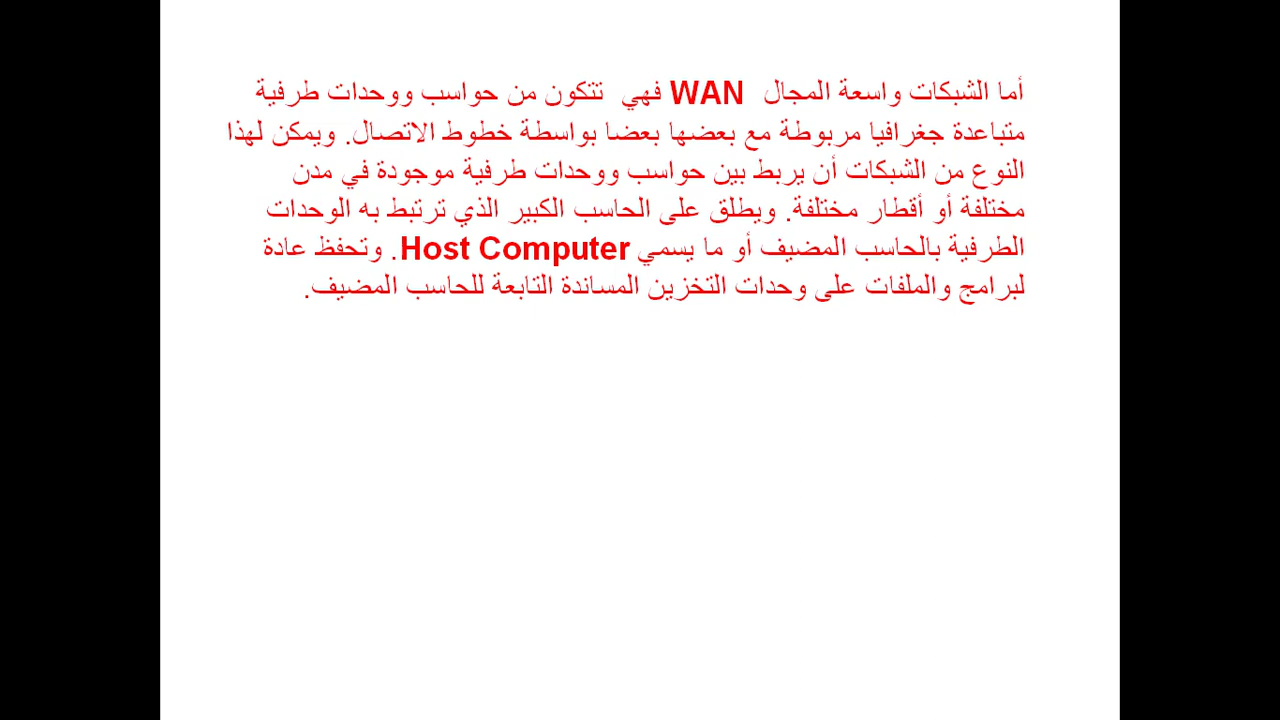 أما الشبكات واسعة المجال WAN فهي تتكون من حواسب ووحدات طرفية
متباعدة جغرافيا مربوطة مع بعضها بعضا بواسطة خطوط الاتصال. ويمكن لهذا
النوع من الشبكات أن يربط بين حواسب ووحدات طرفية موجودة في مدن
مختلفة أو أقطار مختلفة. ويطلق على الحاسب الكبير الذي ترتبط به الوحدات
الطرفية بالحاسب المضيف أو ما يسمي Host Computer. وتحفظ عادة
لبرامج والملفات على وحدات التخزين المساندة التابعة للحاسب المضيف.